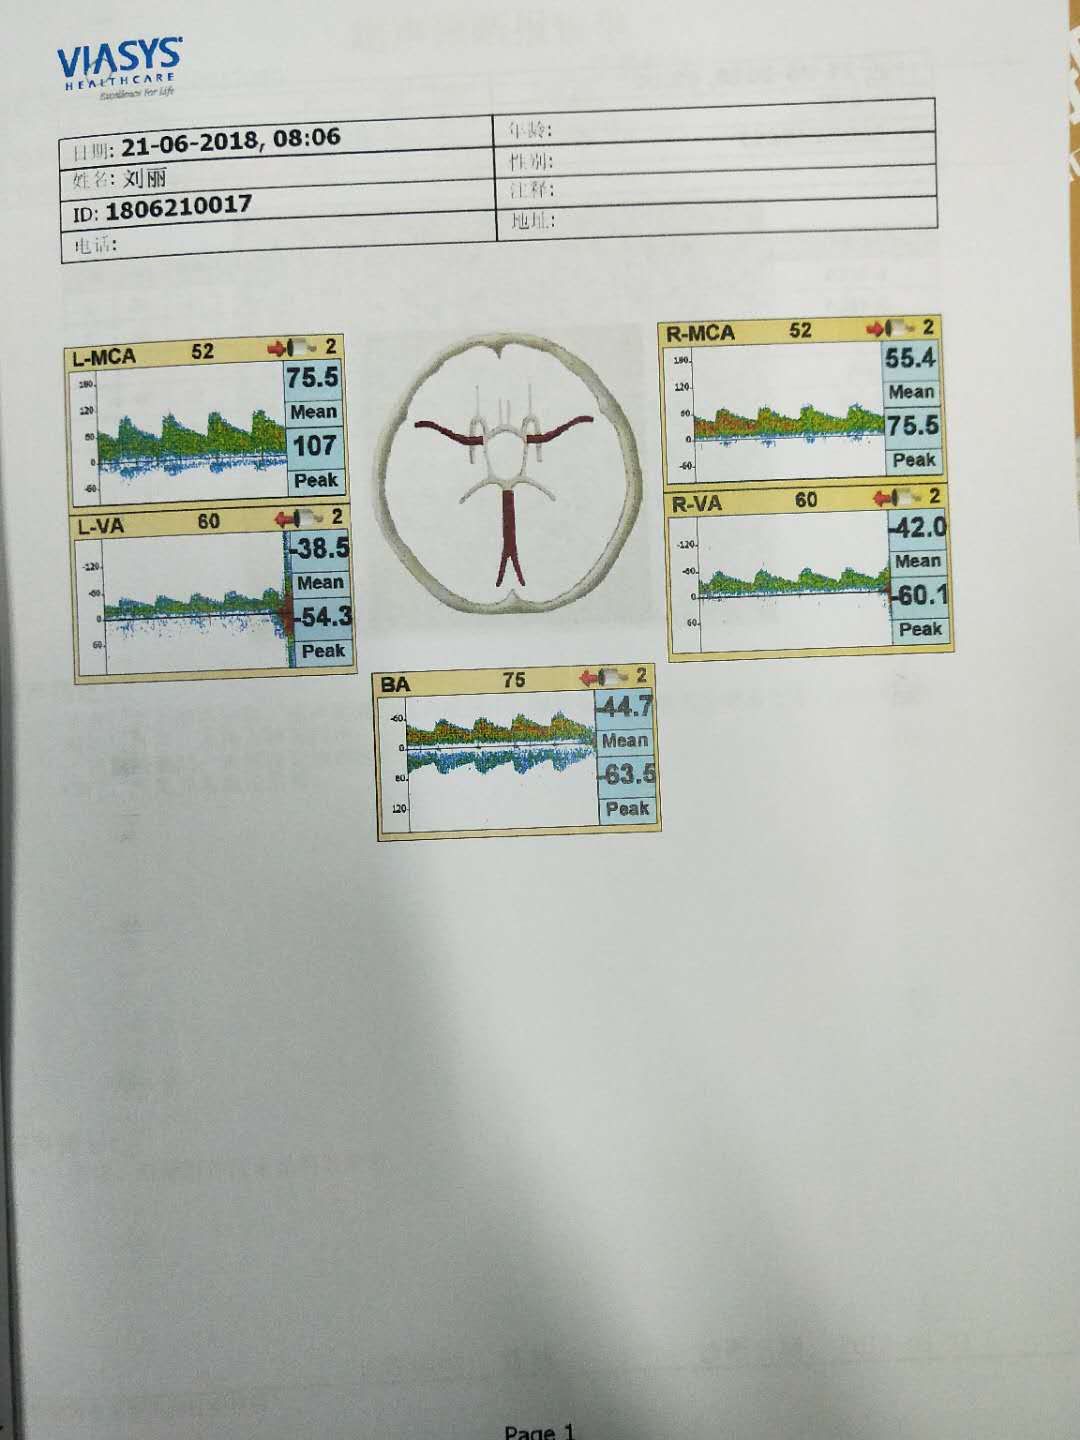 VIASYS
HEALTHCARE
Excellence For Life
日期: 21-06-2018, 08:06
年龄:
姓名: 刘丽
性别:
ID: 1806210017
注释:
电话:
地址:
L-MCA 52 2
180
120
60
0
-60
75.5
Mean
107
Peak
R-MCA 52 2
180
120
60
0
-60
55.4
Mean
75.5
Peak
L-VA 60 2
-120
-60
0
60
-38.5
Mean
-54.3
Peak
R-VA 60 2
-120
-60
0
60
-42.0
Mean
-60.1
Peak
BA 75 2
-60
0
60
120
-44.7
Mean
-63.5
Peak
Page 1